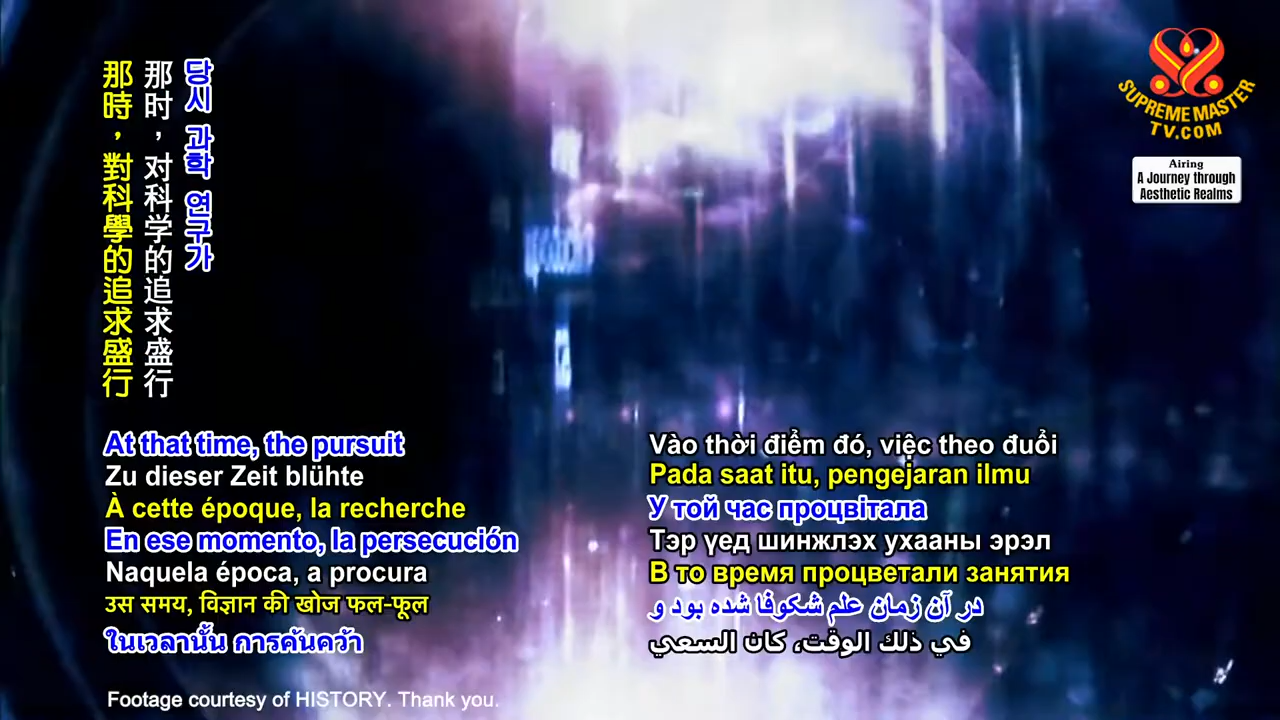 那時，對科學的追求盛行
那时，对科学的追求盛行
당시 과학 연구가
SUPREME MASTER
TV.COM
Airing
A Journey through
Aesthetic Realms
At that time, the pursuit
Zu dieser Zeit blühte
À cette époque, la recherche
En ese momento, la persecución
Naquela época, a procura
उस समय, विज्ञान की खोज फल-फूल
ในเวลานั้น การค้นคว้า
Vào thời điểm đó, việc theo đuổi
Pada saat itu, pengejaran ilmu
У той час процвітала
Тэр үед шинжлэх ухааны эрэл
В то время процветали занятия
در آن زمان علم شکوفا شده بود و
في ذلك الوقت، كان السعي
Footage courtesy of HISTORY. Thank you.